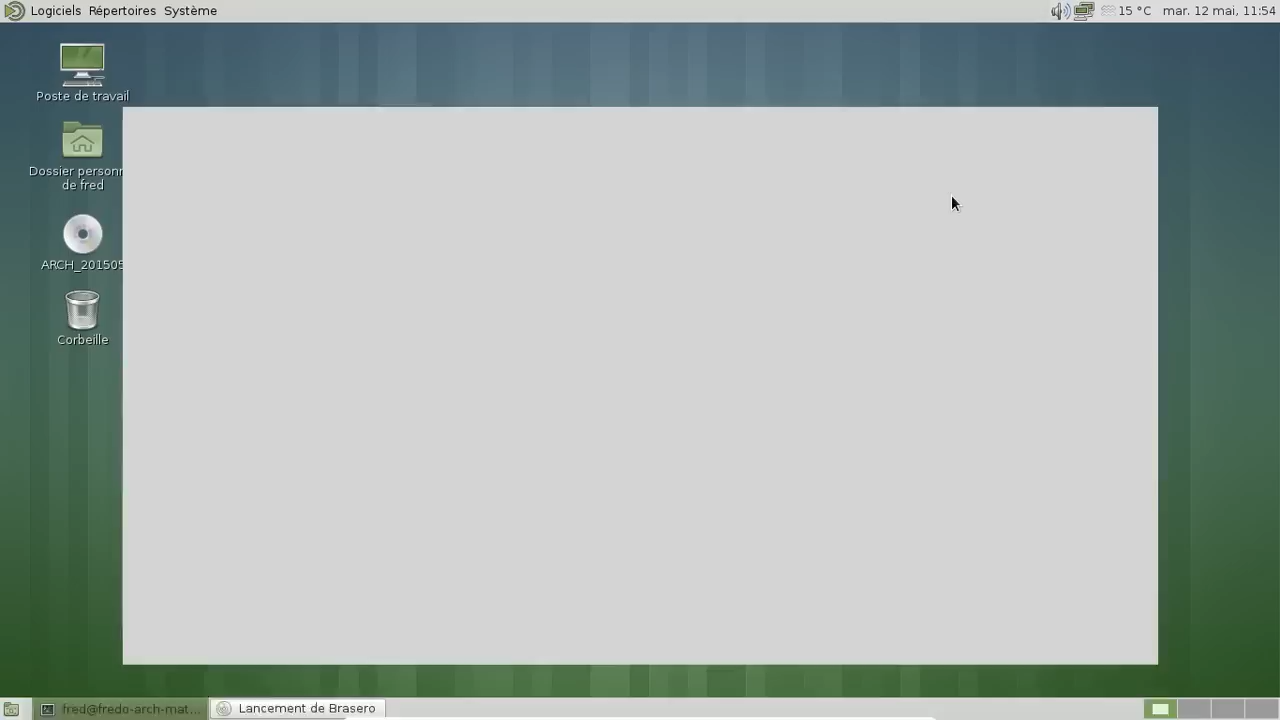 Logiciels Répertoires Système
15 °C mar. 12 mai, 11:54
Poste de travail
Dossier personn
de fred
ARCH_201505
Corbeille
fred@fredo-arch-mat...
Lancement de Brasero